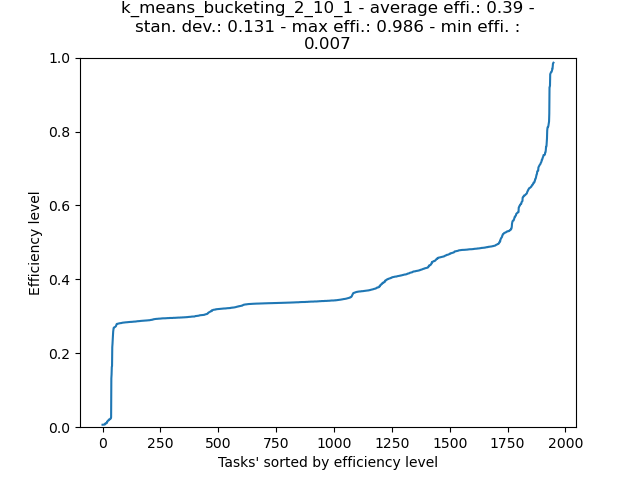 k_means_bucketing_2_10_1 - average effi.: 0.39 -
stan. dev.: 0.131 - max effi.: 0.986 - min effi. :
0.007
1.0
0.8
0.6
0.4
0.2
0.0
Efficiency level
0 250 500 750 1000 1250 1500 1750 2000
Tasks' sorted by efficiency level